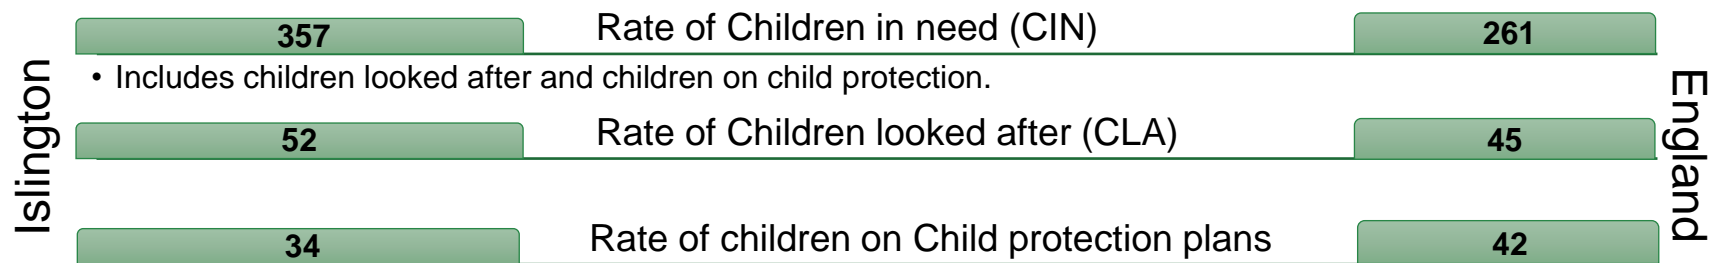 357 Rate of Children in need (CIN) 261
• Includes children looked after and children on child protection.
Islington
England
52 Rate of Children looked after (CLA) 45
34 Rate of children on Child protection plans 42